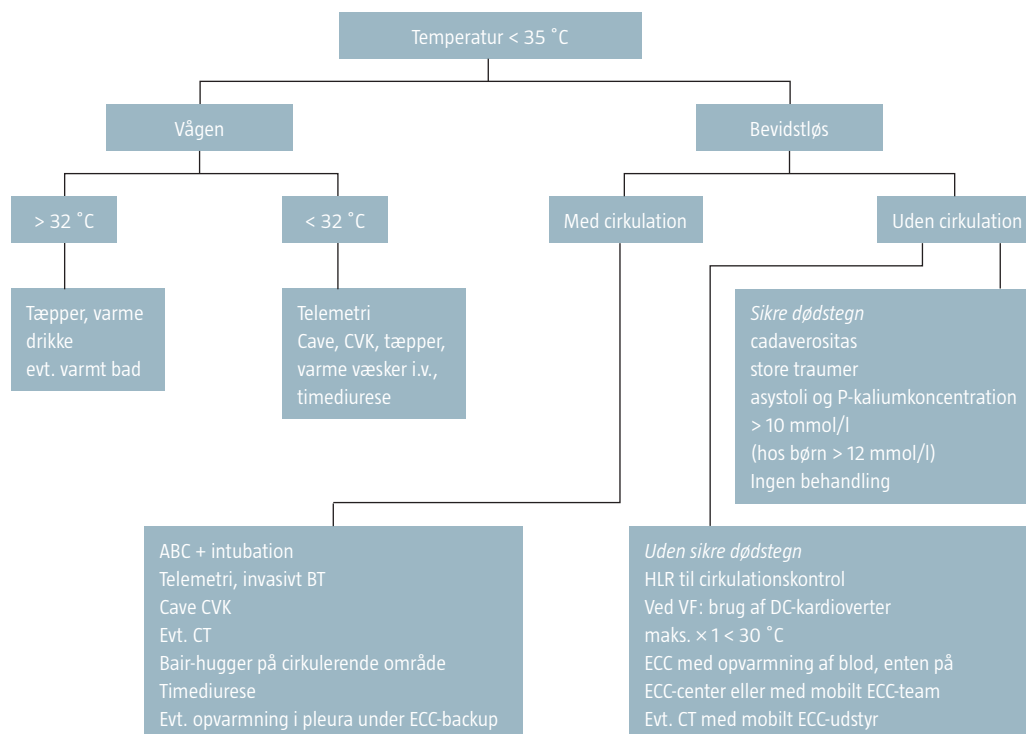 Temperatur < 35 ˚C
Vågen
Bevidstløs
> 32 ˚C
< 32 ˚C
Med cirkulation
Uden cirkulation
Tæpper, varme
drikke
evt. varmt bad
Telemetri
Cave, CVK, tæpper,
varme væsker i.v.,
timediurese
Sikre dødstegn
cadaverositas
store traumer
asystoli og P-kaliumkoncentration
> 10 mmol/l
(hos børn > 12 mmol/l)
Ingen behandling
ABC + intubation
Telemetri, invasivt BT
Cave CVK
Evt. CT
Bair-hugger på cirkulerende område
Timediurese
Evt. opvarmning i pleura under ECC-backup
Uden sikre dødstegn
HLR til cirkulationskontrol
Ved VF: brug af DC-kardioverter
maks. × 1 < 30 ˚C
ECC med opvarmning af blod, enten på
ECC-center eller med mobilt ECC-team
Evt. CT med mobilt ECC-udstyr